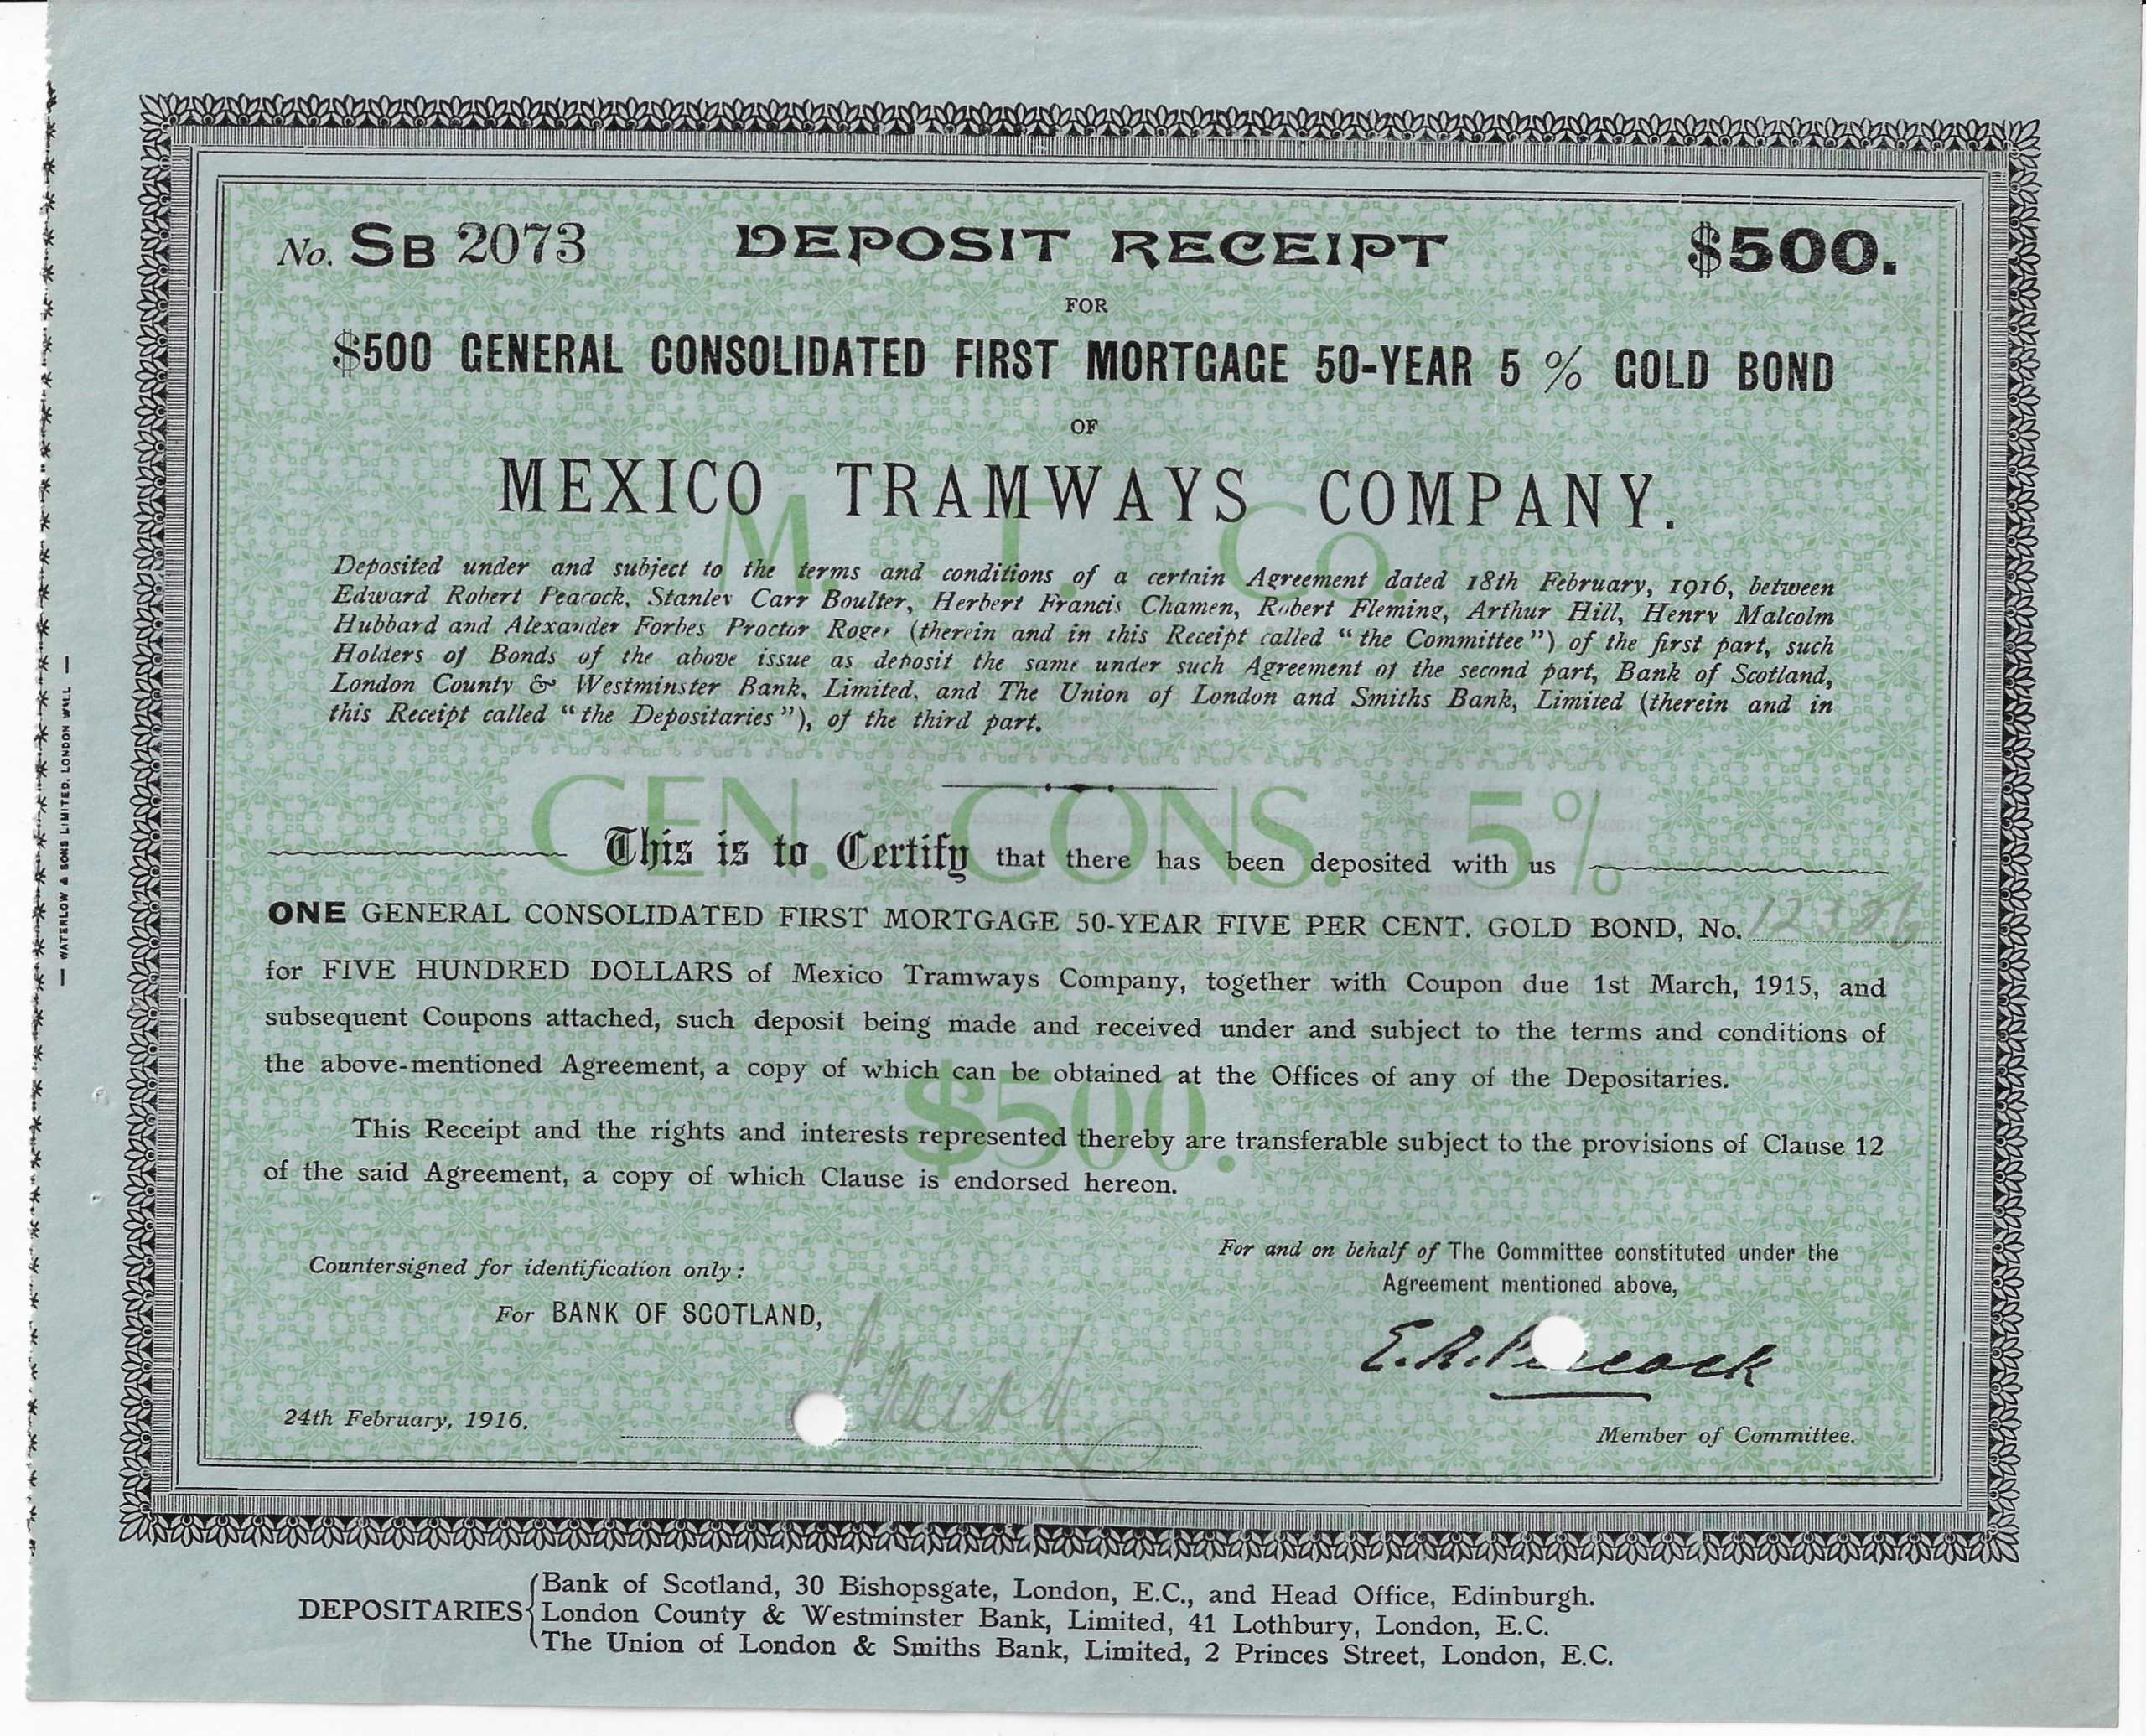 No. SB 2073 DEPOSIT RECEIPT $500.
FOR
$500 GENERAL CONSOLIDATED FIRST MORTGAGE 50-YEAR 5 % GOLD BOND
OF
MEXICO TRAMWAYS COMPANY.
M. T. Co.
Deposited under and subject to the terms and conditions of a certain Agreement dated 18th February, 1916, between
Edward Robert Peacock, Stanley Carr Boulter, Herbert Francis Chamen, Robert Fleming, Arthur Hill, Henry Malcolm
Hubbard and Alexander Forbes Proctor Roger (therein and in this Receipt called “the Committee”) of the first part, such
Holders of Bonds of the above issue as deposit the same under such Agreement of the second part, Bank of Scotland,
London County & Westminster Bank, Limited, and The Union of London and Smiths Bank, Limited (therein and in
this Receipt called “the Depositaries”), of the third part.
GEN. CONS. 5%
This is to Certify that there has been deposited with us
ONE GENERAL CONSOLIDATED FIRST MORTGAGE 50-YEAR FIVE PER CENT. GOLD BOND, No.
for FIVE HUNDRED DOLLARS of Mexico Tramways Company, together with Coupon due 1st March, 1915, and
subsequent Coupons attached, such deposit being made and received under and subject to the terms and conditions of
the above-mentioned Agreement, a copy of which can be obtained at the Offices of any of the Depositaries.
$500.
This Receipt and the rights and interests represented thereby are transferable subject to the provisions of Clause 12
of the said Agreement, a copy of which Clause is endorsed hereon.
Countersigned for identification only:
For BANK OF SCOTLAND,
24th February, 1916.
For and on behalf of The Committee constituted under the
Agreement mentioned above,
E. R. Peacock
Member of Committee.
DEPOSITARIES
Bank of Scotland, 30 Bishopsgate, London, E.C., and Head Office, Edinburgh.
London County & Westminster Bank, Limited, 41 Lothbury, London, E.C.
The Union of London & Smiths Bank, Limited, 2 Princes Street, London, E.C.
— WATERLOW & SONS LIMITED, LONDON WALL —